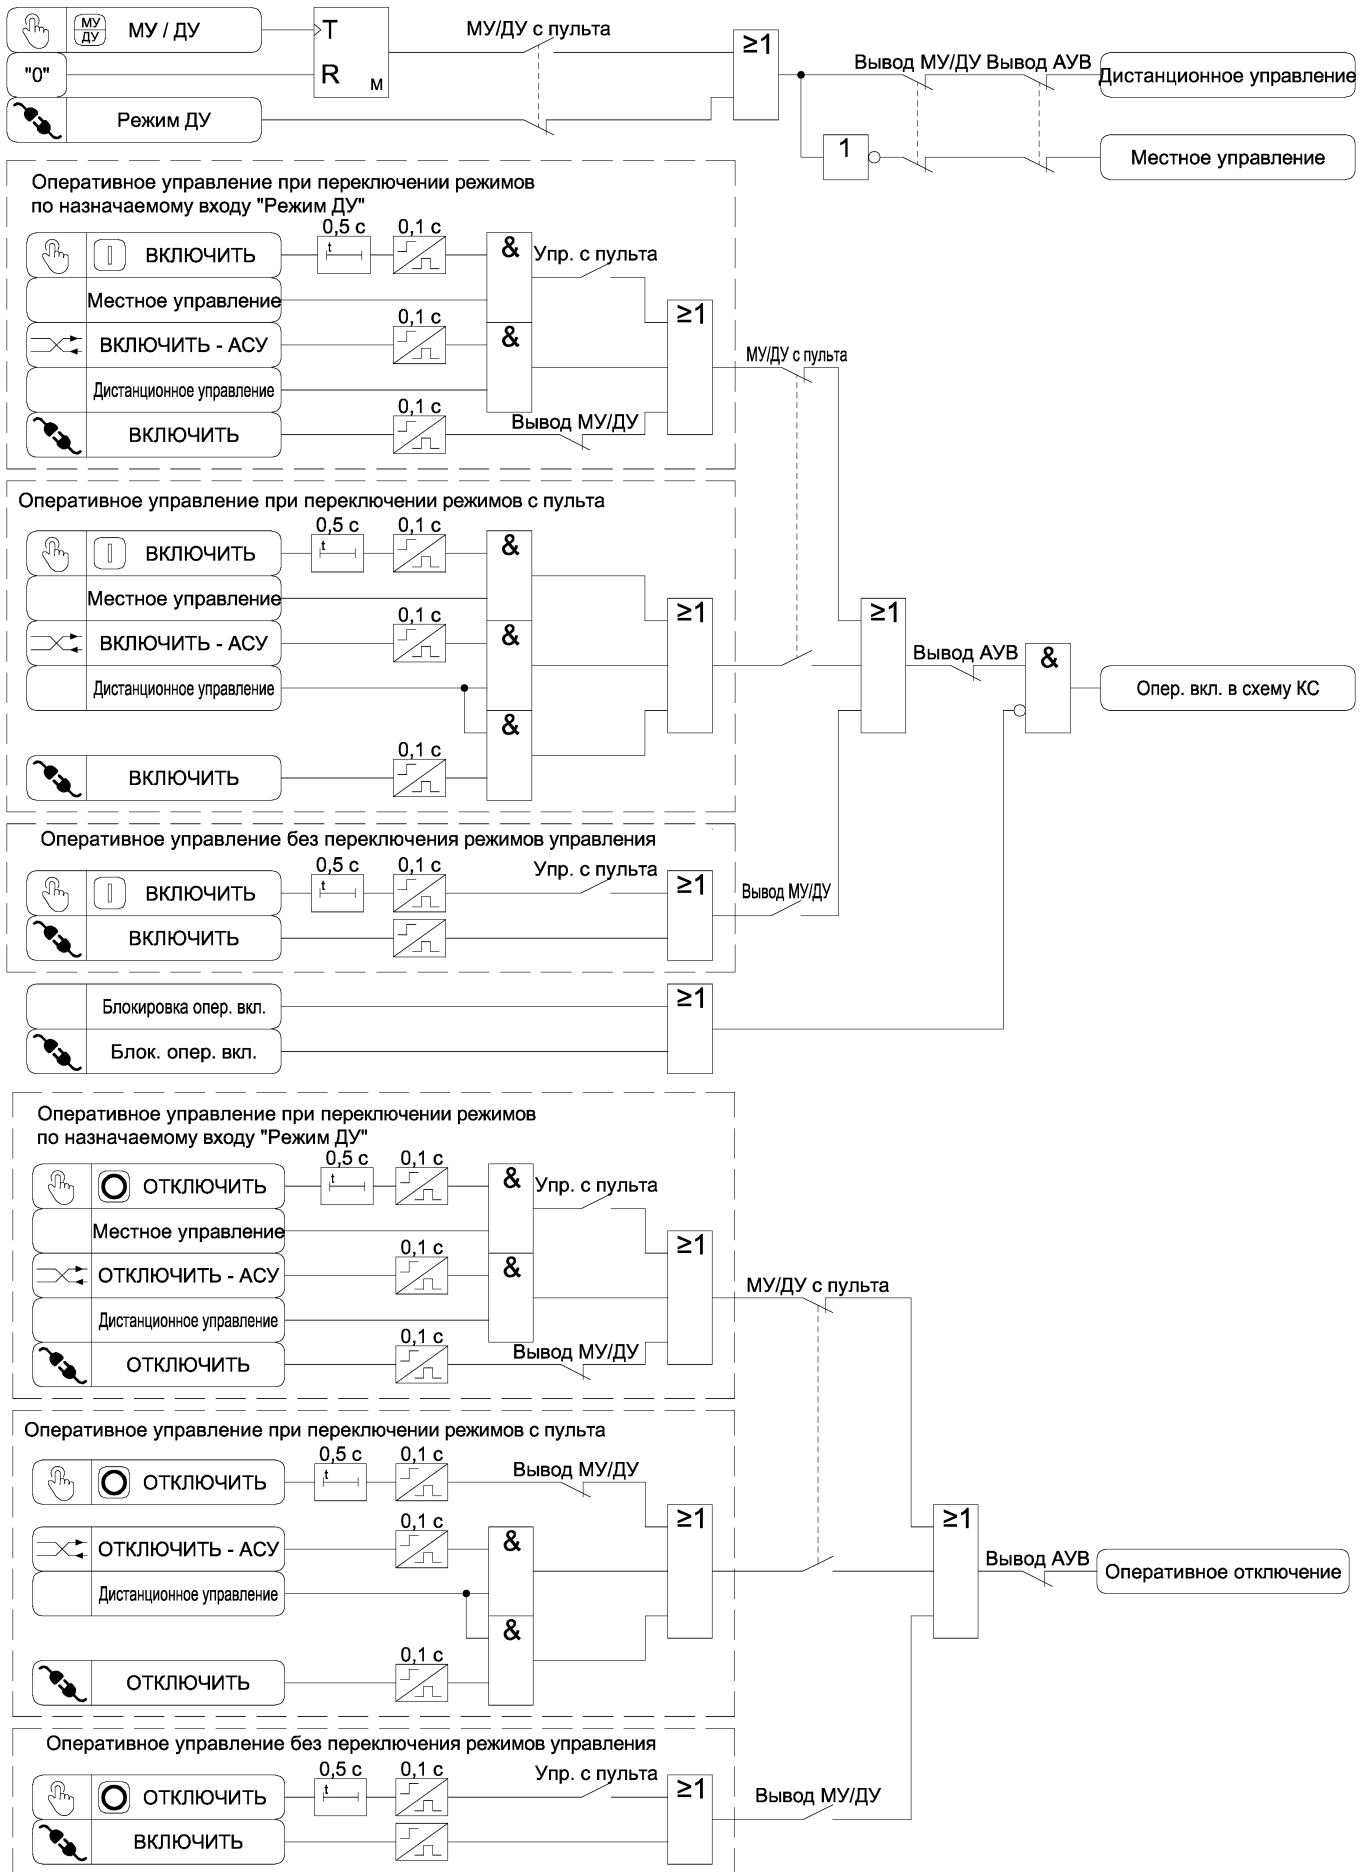 МУ
ДУ
МУ / ДУ
T
МУ/ДУ с пульта
≥1
"0"
R
М
Вывод МУ/ДУ
Вывод АУВ
Дистанционное управление
Режим ДУ
1
Местное управление
Оперативное управление при переключении режимов
по назначаемому входу "Режим ДУ"
0,5 с
0,1 с
t
ВКЛЮЧИТЬ
&
Упр. с пульта
Местное управление
≥1
0,1 с
ВКЛЮЧИТЬ - АСУ
&
МУ/ДУ с пульта
Дистанционное управление
0,1 с
ВКЛЮЧИТЬ
Вывод МУ/ДУ
Оперативное управление при переключении режимов с пульта
0,5 с
0,1 с
t
ВКЛЮЧИТЬ
&
Местное управление
≥1
≥1
0,1 с
ВКЛЮЧИТЬ - АСУ
&
Вывод АУВ
&
Дистанционное управление
Опер. вкл. в схему КС
&
0,1 с
ВКЛЮЧИТЬ
Оперативное управление без переключения режимов управления
0,5 с
0,1 с
t
Упр. с пульта
≥1
ВКЛЮЧИТЬ
Вывод МУ/ДУ
ВКЛЮЧИТЬ
Блокировка опер. вкл.
≥1
Блок. опер. вкл.
Оперативное управление при переключении режимов
по назначаемому входу "Режим ДУ"
0,5 с
0,1 с
t
ОТКЛЮЧИТЬ
&
Упр. с пульта
Местное управление
≥1
0,1 с
ОТКЛЮЧИТЬ - АСУ
&
МУ/ДУ с пульта
Дистанционное управление
0,1 с
ОТКЛЮЧИТЬ
Вывод МУ/ДУ
Оперативное управление при переключении режимов с пульта
0,5 с
0,1 с
t
ОТКЛЮЧИТЬ
Вывод МУ/ДУ
≥1
≥1
0,1 с
ОТКЛЮЧИТЬ - АСУ
&
Вывод АУВ
Оперативное отключение
Дистанционное управление
&
0,1 с
ОТКЛЮЧИТЬ
Оперативное управление без переключения режимов управления
0,5 с
0,1 с
t
Упр. с пульта
≥1
ОТКЛЮЧИТЬ
Вывод МУ/ДУ
ВКЛЮЧИТЬ